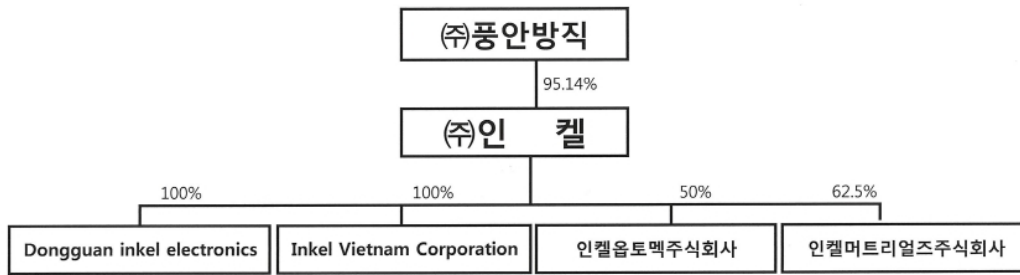 ㈜풍안방직
95.14%
㈜인 켈
100% 100% 50% 62.5%
Dongguan inkel electronics Inkel Vietnam Corporation 인켈옵토멕주식회사 인켈머트리얼즈주식회사